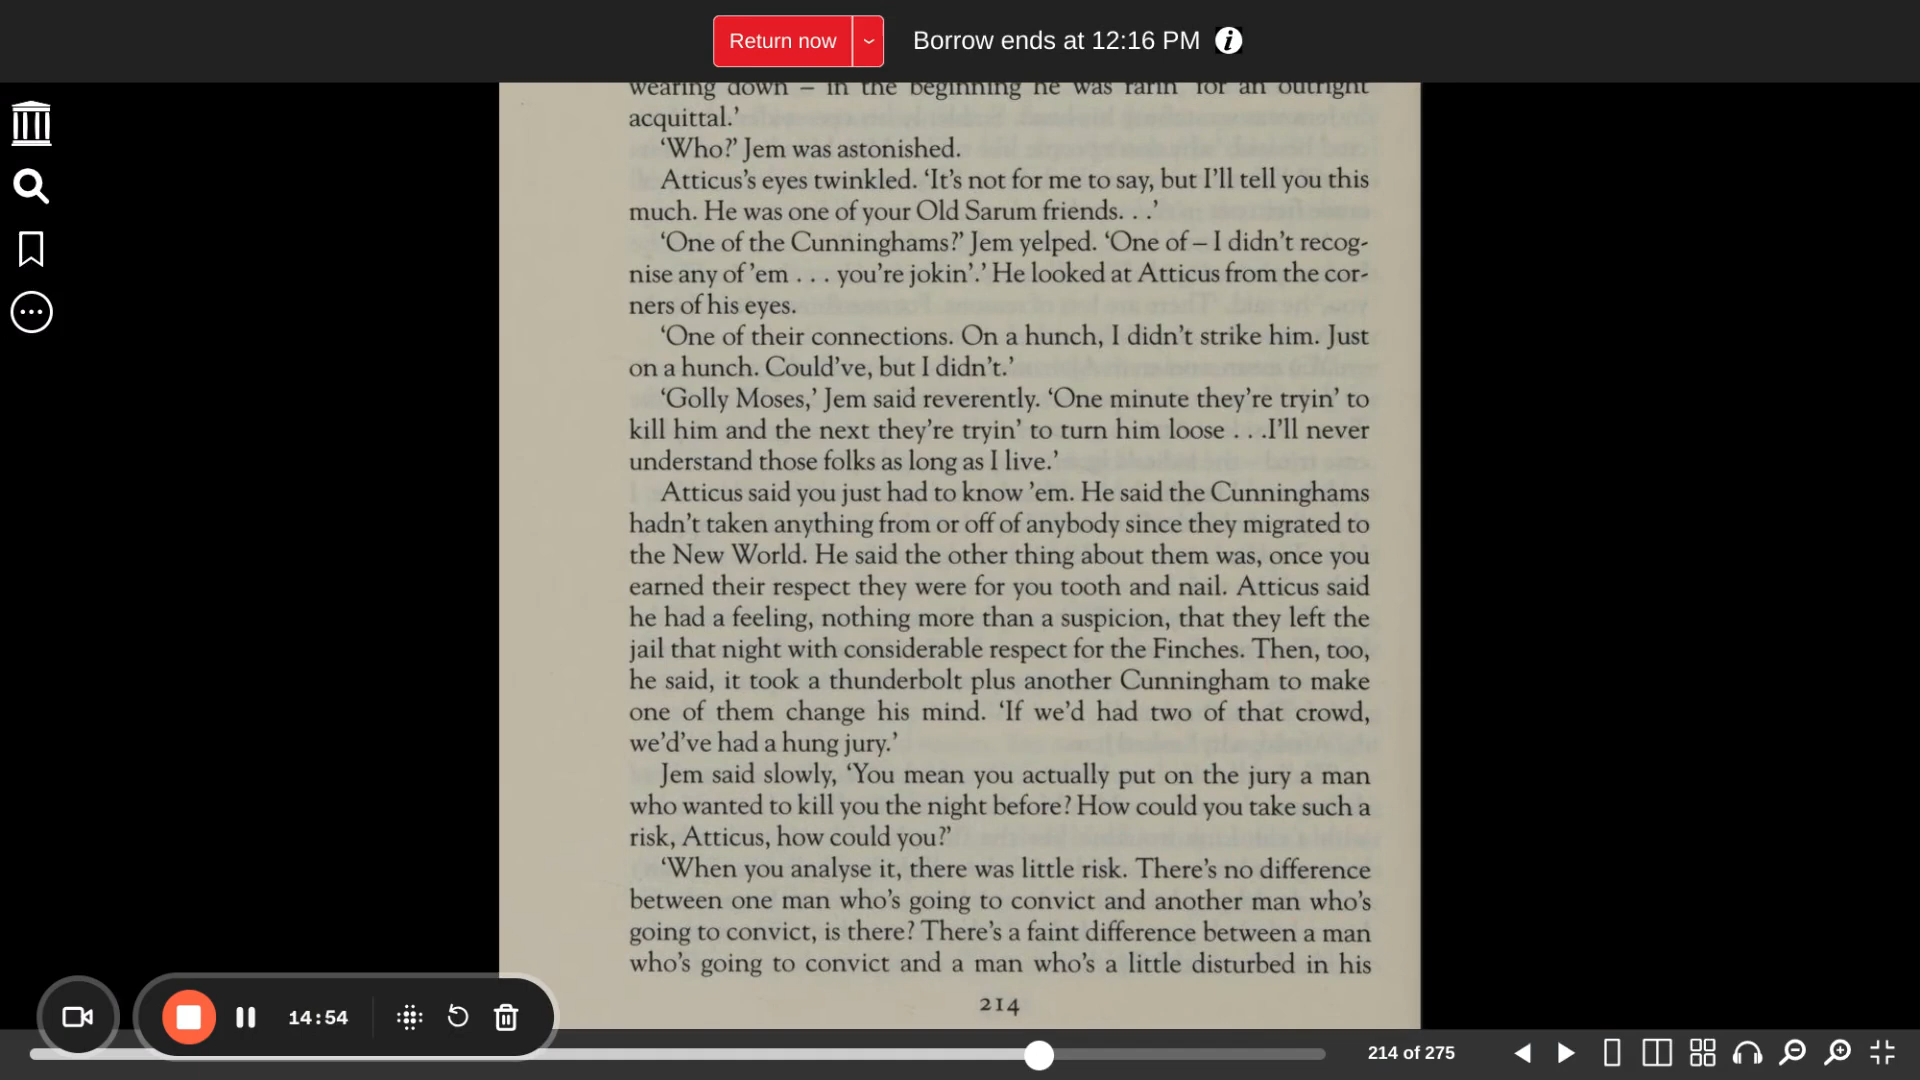 Return now
Borrow ends at 12:16 PM
wearing down – in the beginning he was rarin' for an outright
acquittal.’
‘Who?’ Jem was astonished.
Atticus’s eyes twinkled. ‘It’s not for me to say, but I’ll tell you this
much. He was one of your Old Sarum friends. . .’
‘One of the Cunninghams?’ Jem yelped. ‘One of – I didn’t recog-
nise any of ’em . . . you’re jokin’.’ He looked at Atticus from the cor-
ners of his eyes.
‘One of their connections. On a hunch, I didn’t strike him. Just
on a hunch. Could’ve, but I didn’t.’
‘Golly Moses,’ Jem said reverently. ‘One minute they’re tryin’ to
kill him and the next they’re tryin’ to turn him loose . . .I’ll never
understand those folks as long as I live.’
Atticus said you just had to know ’em. He said the Cunninghams
hadn’t taken anything from or off of anybody since they migrated to
the New World. He said the other thing about them was, once you
earned their respect they were for you tooth and nail. Atticus said
he had a feeling, nothing more than a suspicion, that they left the
jail that night with considerable respect for the Finches. Then, too,
he said, it took a thunderbolt plus another Cunningham to make
one of them change his mind. ‘If we’d had two of that crowd,
we’d’ve had a hung jury.’
Jem said slowly, ‘You mean you actually put on the jury a man
who wanted to kill you the night before? How could you take such a
risk, Atticus, how could you?’
‘When you analyse it, there was little risk. There’s no difference
between one man who’s going to convict and another man who’s
going to convict, is there? There’s a faint difference between a man
who’s going to convict and a man who’s a little disturbed in his
214
14:54
214 of 275